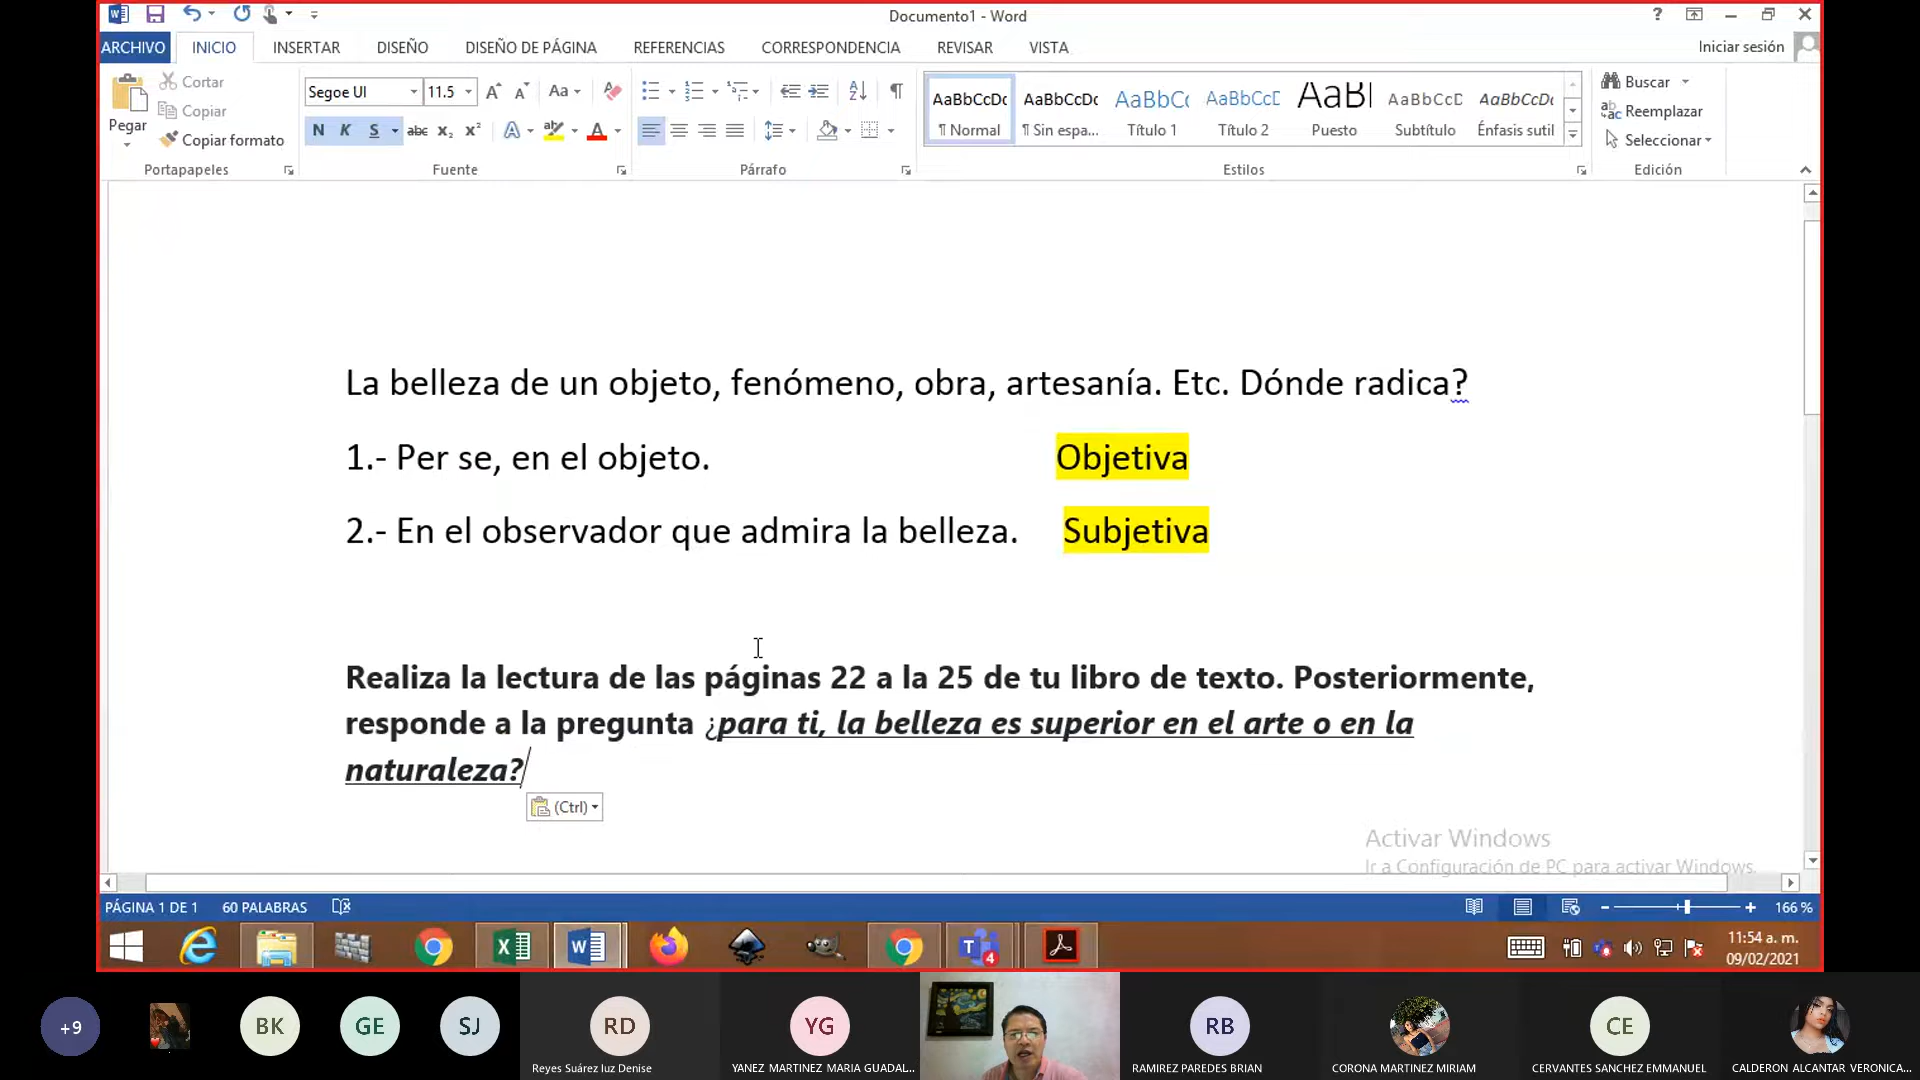 Documento1 - Word
?
ARCHIVO INICIO INSERTAR DISEÑO DISEÑO DE PÁGINA REFERENCIAS CORRESPONDENCIA REVISAR VISTA Iniciar sesión
Pegar
Cortar
Copiar
Copiar formato
Portapapeles
Segoe UI 11.5
Aa
N K S abc x₂ x² A A
Fuente
Párrafo
AaBbCcDc AaBbCcDc AaBbCc AaBbCcD AaB AaBbCcD AaBbCcDc
¶ Normal ¶ Sin espa... Título 1 Título 2 Puesto Subtítulo Énfasis sutil
Estilos
Buscar
Reemplazar
Seleccionar
Edición
La belleza de un objeto, fenómeno, obra, artesanía. Etc. Dónde radica?
1.- Per se, en el objeto. Objetiva
2.- En el observador que admira la belleza. Subjetiva
Realiza la lectura de las páginas 22 a la 25 de tu libro de texto. Posteriormente,
responde a la pregunta ¿para ti, la belleza es superior en el arte o en la
naturaleza?
(Ctrl)
Activar Windows
Ir a Configuración de PC para activar Windows.
PÁGINA 1 DE 1 60 PALABRAS 166 %
4
11:54 a. m.
09/02/2021
+9 BK GE SJ RD YG RB CE
Reyes Suárez luz Denise YANEZ MARTINEZ MARIA GUADAL... RAMIREZ PAREDES BRIAN CORONA MARTINEZ MIRIAM CERVANTES SANCHEZ EMMANUEL CALDERON ALCANTAR VERONICA...